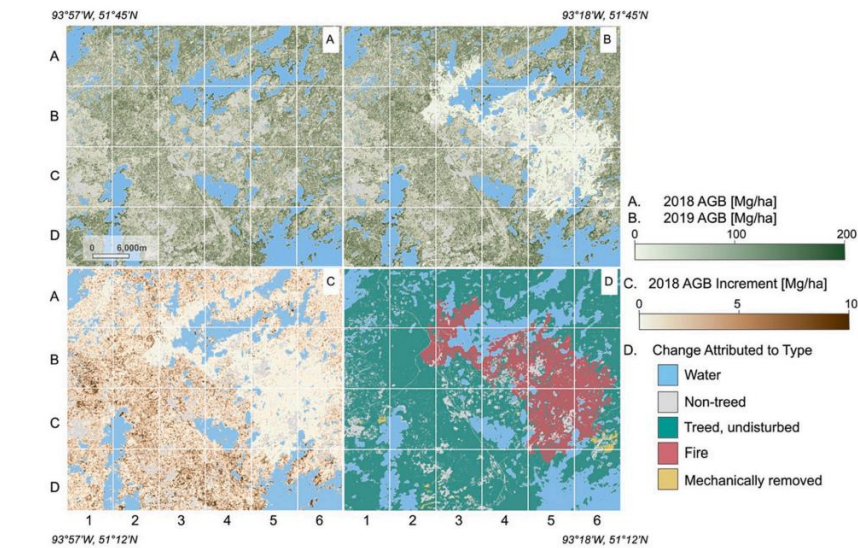 93°57'W, 51°45'N 93°18'W, 51°45'N
A A B
B
C
D
0 6,000m
A. 2018 AGB [Mg/ha]
B. 2019 AGB [Mg/ha]
0 100 200
C. 2018 AGB Increment [Mg/ha]
0 5 10
D. Change Attributed to Type
Water
Non-treed
Treed, undisturbed
Fire
Mechanically removed
A C D
B
C
D
1 2 3 4 5 6 1 2 3 4 5 6
93°57'W, 51°12'N 93°18'W, 51°12'N